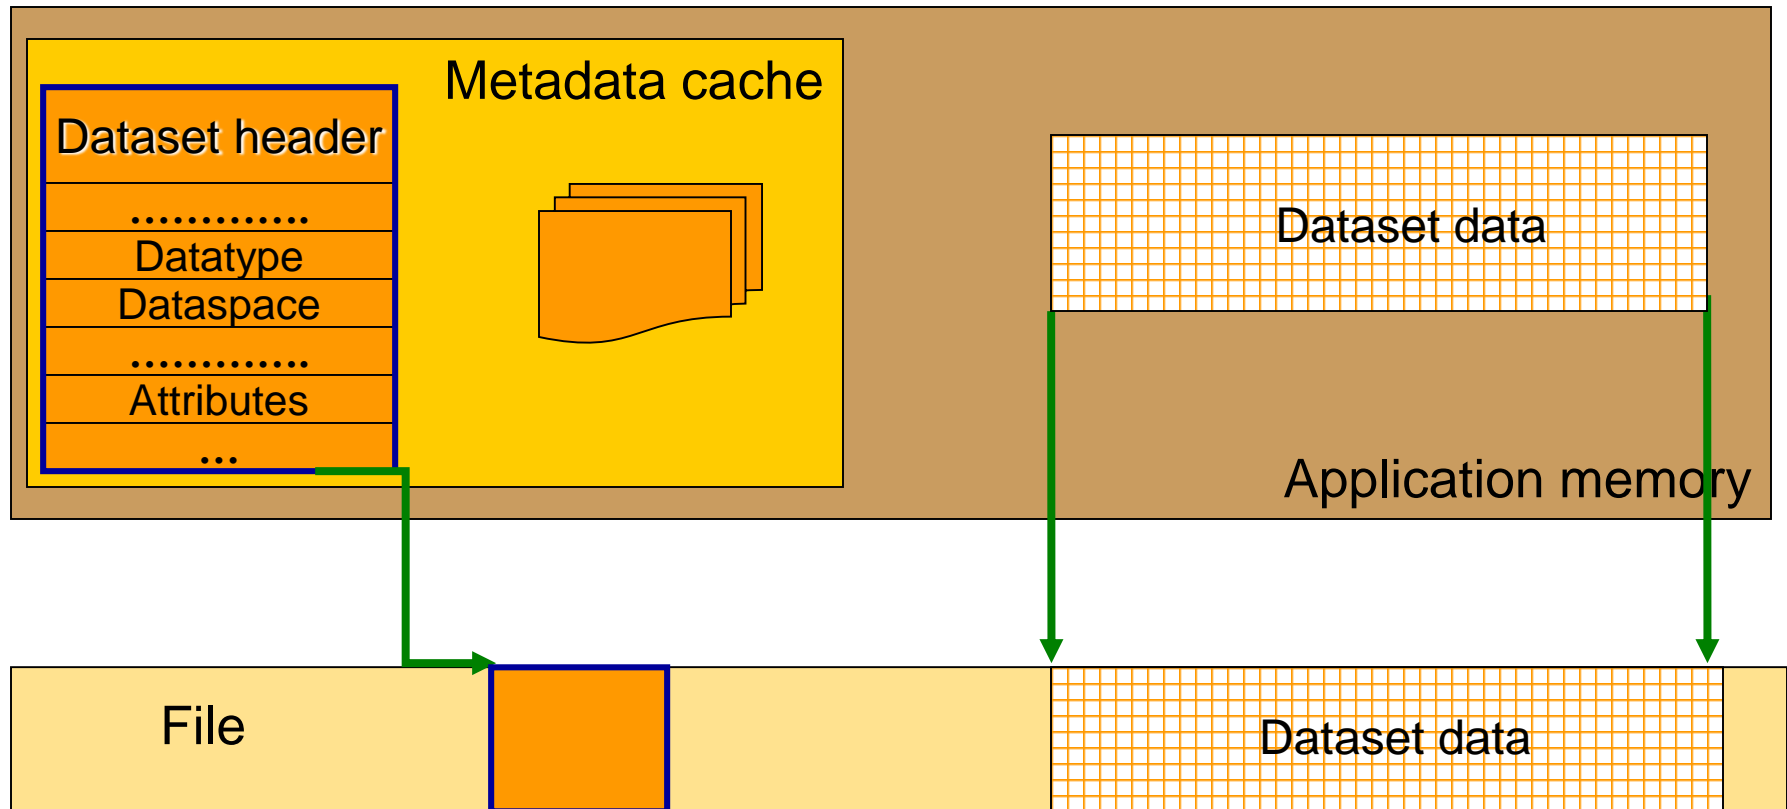 Metadata cache
Dataset header
.............
Datatype
Dataspace
.............
Attributes
...
Dataset data
Application memory
File
Dataset data